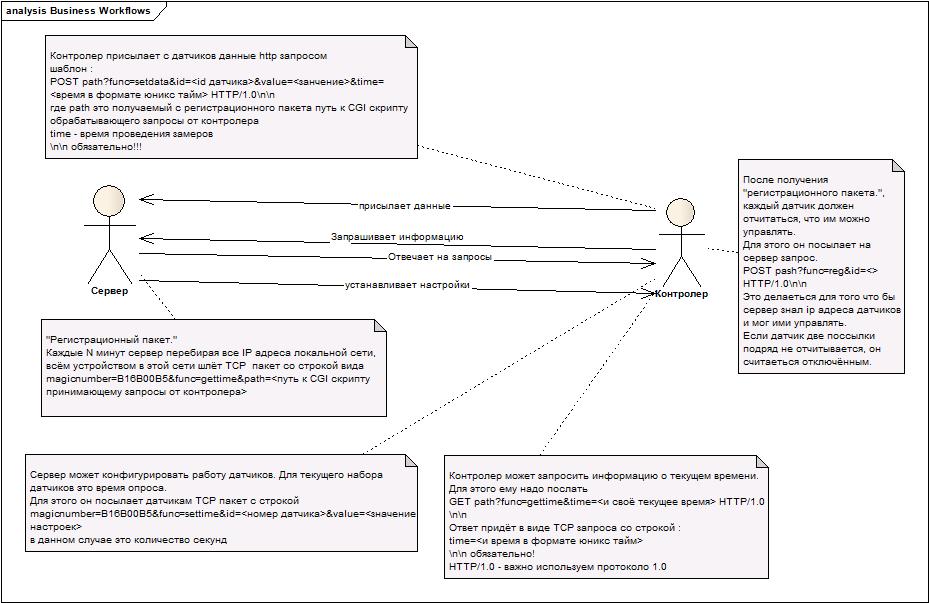 analysis Business Workflows
Контролер присылает с датчиков данные http запросом
шаблон :
POST path?func=setdata&id=<id датчика>&value=<занчение>&time=
<время в формате юникс тайм> HTTP/1.0\n\n
где path это получаемый с регистрационного пакета путь к CGI скрипту
обрабатывающего запросы от контролера
time - время проведения замеров
\n\n обязательно!!!
После получения
"регистрационного пакета.",
каждый датчик должен
отчитаться, что им можно
управлять.
Для этого он посылает на
сервер запрос.
POST pash?func=reg&id=<>
HTTP/1.0\n\n
Это делаеться для того что бы
сервер знал ip адреса датчиков
и мог ими управлять.
Если датчик две поссылки
подряд не отчитывается, он
считаеться отключённым.
присылает данные
Запрашивает информацию
Отвечает на запросы
устанавливает настройки
Сервер
Контролер
"Регистрационный пакет."
Каждые N минут сервер перебирая все IP адреса локальной сети,
всём устройством в этой сети шлёт TCP пакет со строкой вида
magicnumber=B16B00B5&func=gettime&path=<путь к CGI скрипту
принимающему запросы от контролера>
Сервер может конфигурировать работу датчиков. Для текущего набора
датчиков это время опроса.
Для этого он посылает датчикам TCP пакет с строкой
magicnumber=B16B00B5&func=settime&id=<номер датчика>&value=<значение
настроек>
в данном случае это количество секунд
Контролер может запросить информацию о текущем времени.
Для этого ему надо послать
GET path?func=gettime&time=<и своё текущее время> HTTP/1.0
\n\n
Ответ придёт в виде TCP запроса со строкой :
time=<и время в формате юникс тайм>
\n\n обязательно!
HTTP/1.0 - важно используем протоколо 1.0